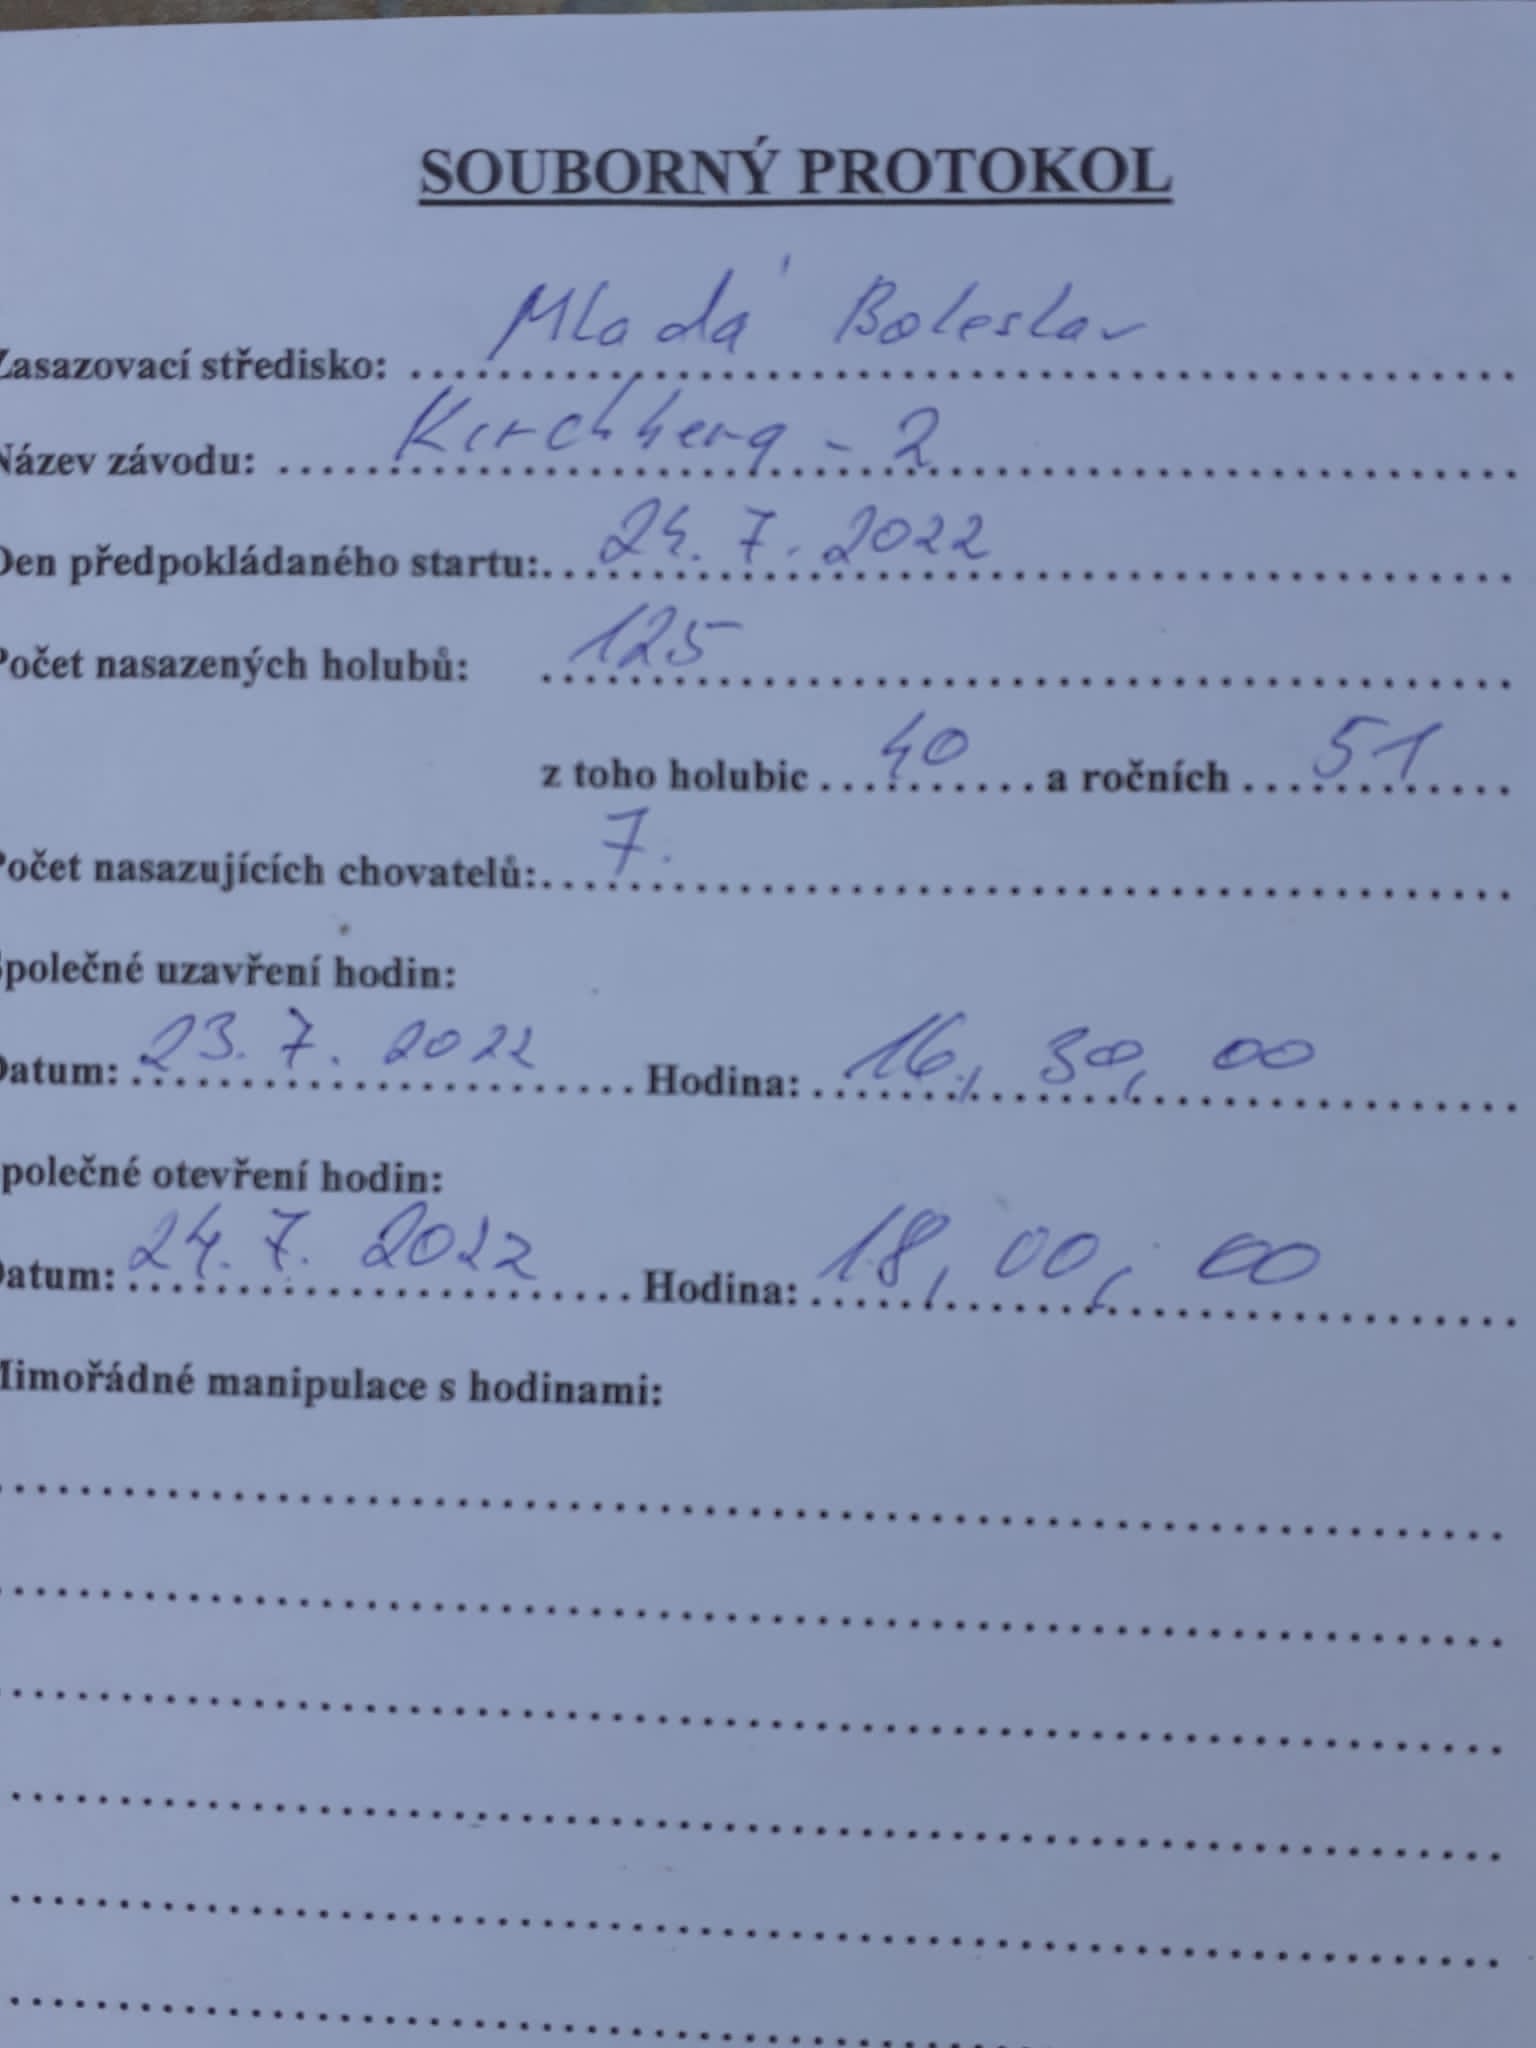 SOUBORNÝ PROTOKOL
Zasazovací středisko: Mladá Boleslav
Název závodu: Kirchberg - 2
Den předpokládaného startu: 24. 7. 2022
Počet nasazených holubů: 125
z toho holubic 40 a ročních 51
Počet nasazujících chovatelů: 7.
Společné uzavření hodin:
Datum: 23. 7. 2022 Hodina: 16, 30, 00
Společné otevření hodin:
Datum: 24. 7. 2022 Hodina: 18, 00, 00
Mimořádné manipulace s hodinami: